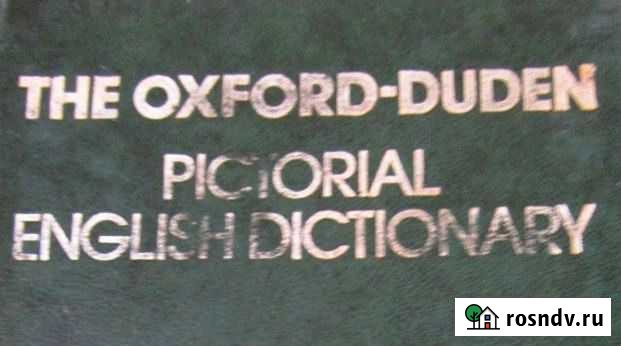 THE OXFORD-DUDEN
PICTORIAL
ENGLISH DICTIONARY
rosndv.ru